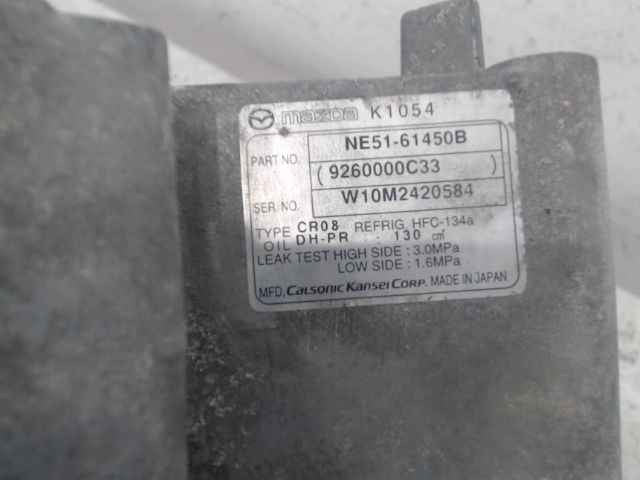 mazda K1054
PART NO. NE51-61450B
(9260000C33)
SER. NO. W10M2420584
TYPE CR08 REFRIG. HFC-134a
OIL DH-PR : 130 cm³
LEAK TEST HIGH SIDE : 3.0MPa
LOW SIDE : 1.6MPa
MFD. CALSONIC KANSEI CORP. MADE IN JAPAN